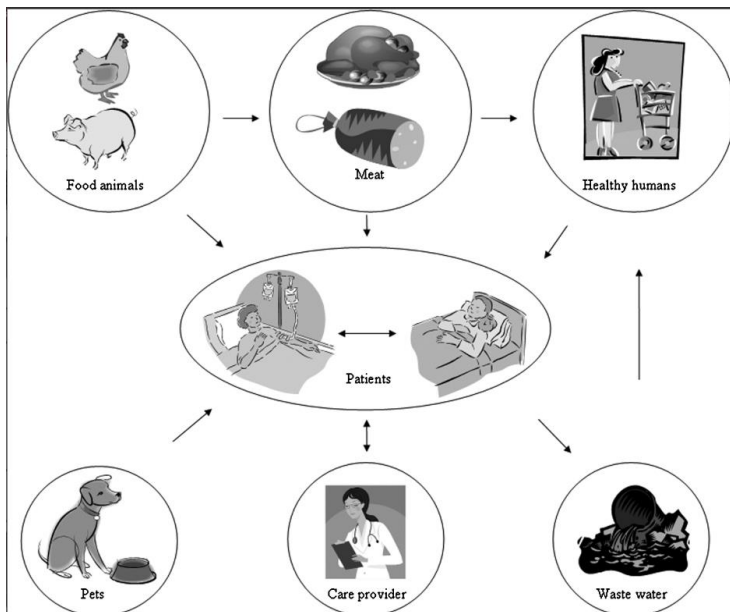 Food animals
Meat
Healthy humans
Patients
Pets
Care provider
Waste water